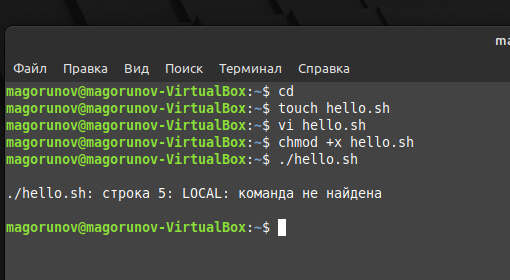 ma
Файл Правка Вид Поиск Терминал Справка
magorunov@magorunov-VirtualBox:~$ cd
magorunov@magorunov-VirtualBox:~$ touch hello.sh
magorunov@magorunov-VirtualBox:~$ vi hello.sh
magorunov@magorunov-VirtualBox:~$ chmod +x hello.sh
magorunov@magorunov-VirtualBox:~$ ./hello.sh
./hello.sh: строка 5: LOCAL: команда не найдена
magorunov@magorunov-VirtualBox:~$